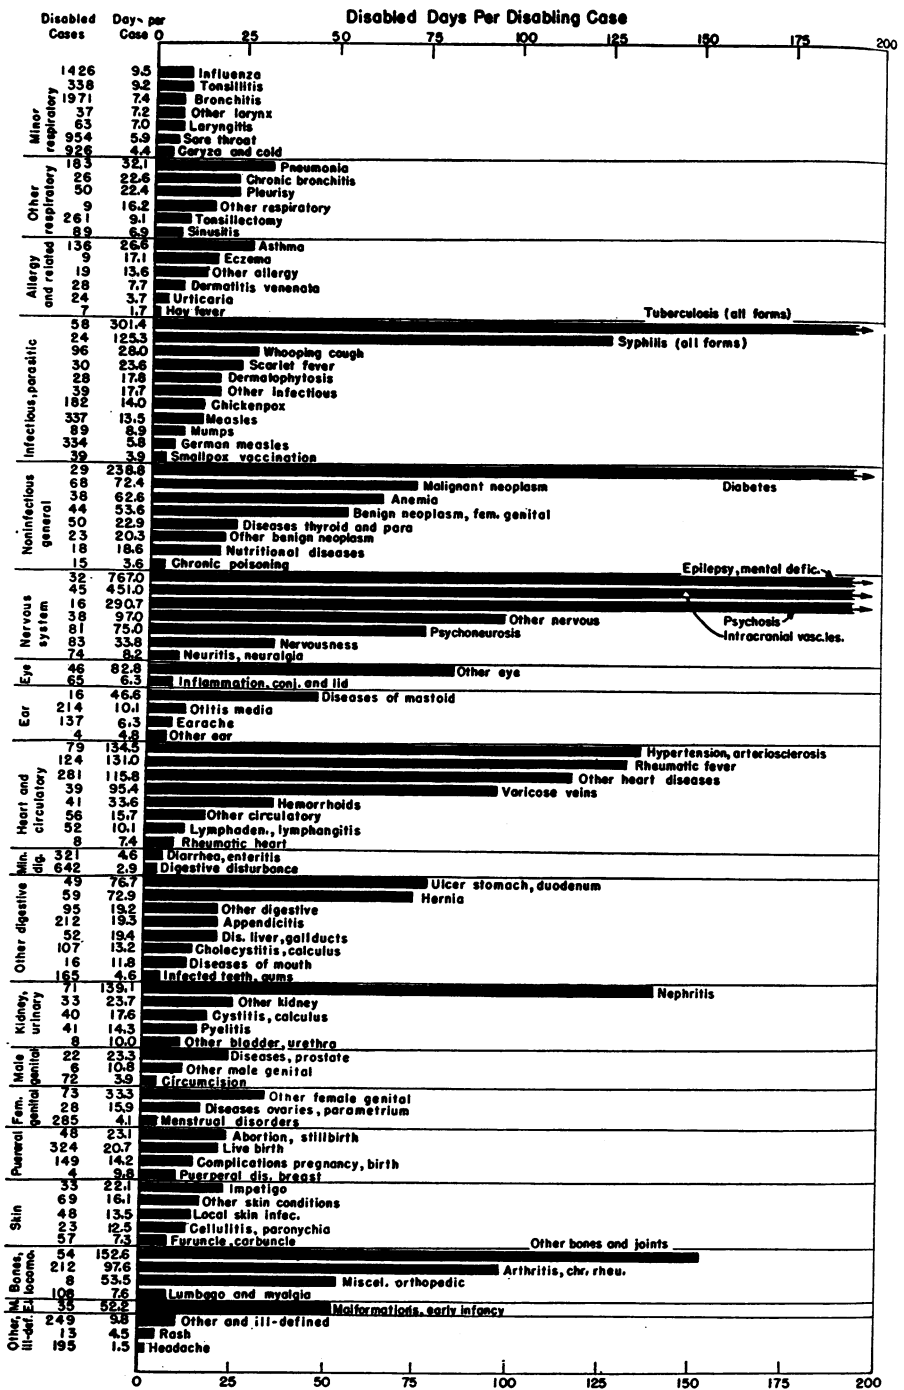 Disabled Days Per Disabling Case
Disabled Cases Days per Case
0 25 50 75 100 125 150 175 200
Minor respiratory
1426 9.5 Influenza
338 9.2 Tonsillitis
1971 7.4 Bronchitis
37 7.2 Other larynx
63 7.0 Laryngitis
954 5.9 Sore throat
926 4.4 Coryza and cold
Other respiratory
183 32.1 Pneumonia
26 22.6 Chronic bronchitis
50 22.4 Pleurisy
9 16.2 Other respiratory
261 9.1 Tonsillectomy
89 6.9 Sinusitis
Allergy and related
136 26.6 Asthma
9 17.1 Eczema
19 13.6 Other allergy
28 7.7 Dermatitis venenata
24 3.7 Urticaria
7 1.7 Hay fever
Infectious, parasitic
58 301.4 Tuberculosis (all forms)
24 125.3 Syphilis (all forms)
96 28.0 Whooping cough
30 23.6 Scarlet fever
28 17.8 Dermatophytosis
39 17.7 Other infectious
182 14.0 Chickenpox
337 13.5 Measles
89 8.9 Mumps
334 5.8 German measles
39 3.9 Smallpox vaccination
Noninfectious general
29 238.8 Diabetes
68 72.4 Malignant neoplasm
38 62.6 Anemia
44 53.6 Benign neoplasm, fem. genital
50 22.9 Diseases thyroid and para
23 20.3 Other benign neoplasm
18 18.6 Nutritional diseases
15 3.6 Chronic poisoning
Nervous system
32 767.0 Epilepsy, mental defic.
45 451.0 Psychosis
16 290.7 Intracranial vasc. les.
38 97.0 Other nervous
81 75.0 Psychoneurosis
83 33.8 Nervousness
74 8.2 Neuritis, neuralgia
Eye
46 82.8 Other eye
65 6.3 Inflammation, conj. and lid
Ear
16 46.6 Diseases of mastoid
214 10.1 Otitis media
137 6.3 Earache
4 4.8 Other ear
Heart and circulatory
79 134.5 Hypertension, arteriosclerosis
124 131.0 Rheumatic fever
281 115.8 Other heart diseases
39 95.4 Varicose veins
41 33.6 Hemorrhoids
56 15.7 Other circulatory
52 10.1 Lymphaden., lymphangitis
8 7.4 Rheumatic heart
Min. dig.
321 4.6 Diarrhea, enteritis
642 2.9 Digestive disturbance
Other digestive
49 76.7 Ulcer stomach, duodenum
59 72.9 Hernia
95 19.2 Other digestive
212 19.3 Appendicitis
52 19.4 Dis. liver, gallducts
107 13.2 Cholecystitis, calculus
16 11.8 Diseases of mouth
165 4.6 Infected teeth, gums
Kidney, urinary
71 139.1 Nephritis
33 23.7 Other kidney
40 17.6 Cystitis, calculus
41 14.3 Pyelitis
8 10.0 Other bladder, urethra
Male genital
22 23.3 Diseases, prostate
6 10.8 Other male genital
72 3.9 Circumcision
Fem. genital
73 33.3 Other female genital
28 15.9 Diseases ovaries, parametrium
285 4.1 Menstrual disorders
Puereral
48 23.1 Abortion, stillbirth
324 20.7 Live birth
149 14.2 Complications pregnancy, birth
4 9.8 Puerperal dis. breast
Skin
33 22.1 Impetigo
69 16.1 Other skin conditions
48 13.5 Local skin infec.
23 12.5 Cellulitis, paronychia
57 7.3 Furuncle, carbuncle
Bones, locomo.
54 152.6 Other bones and joints
212 97.6 Arthritis, chr. rheu.
8 53.5 Miscel. orthopedic
108 7.6 Lumbago and myalgia
35 52.2 Malformations, early infancy
Other, ill-def.
249 9.8 Other and ill-defined
13 4.5 Rash
195 1.5 Headache
0 25 50 75 100 125 150 175 200